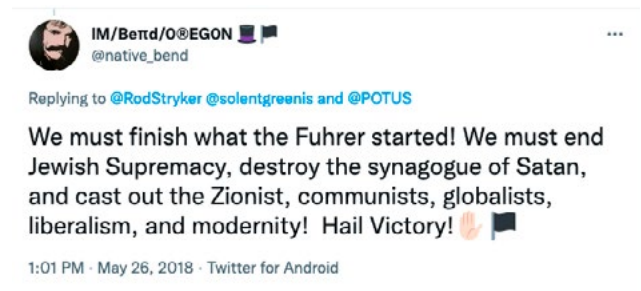 IM/Beπd/O®EGON 🎩🏴
@native_bend
Replying to @RodStryker @solentgreenis and @POTUS
We must finish what the Fuhrer started! We must end
Jewish Supremacy, destroy the synagogue of Satan,
and cast out the Zionist, communists, globalists,
liberalism, and modernity!  Hail Victory!✋🏻🏴
1:01 PM · May 26, 2018 · Twitter for Android